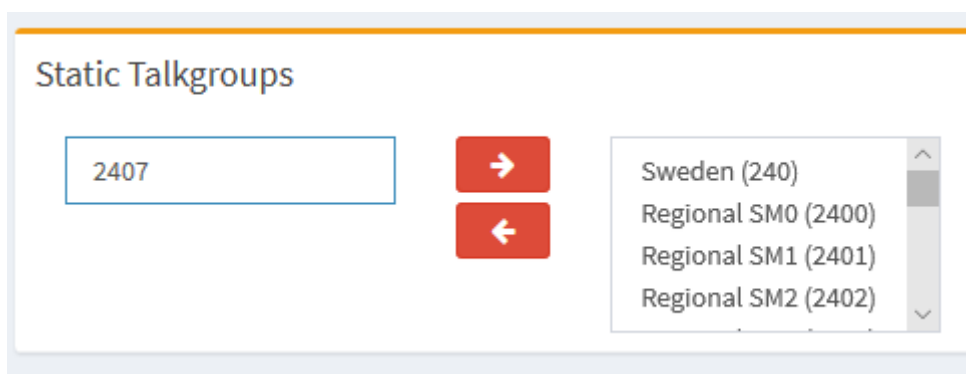 Static Talkgroups
2407
Sweden (240)
Regional SM0 (2400)
Regional SM1 (2401)
Regional SM2 (2402)